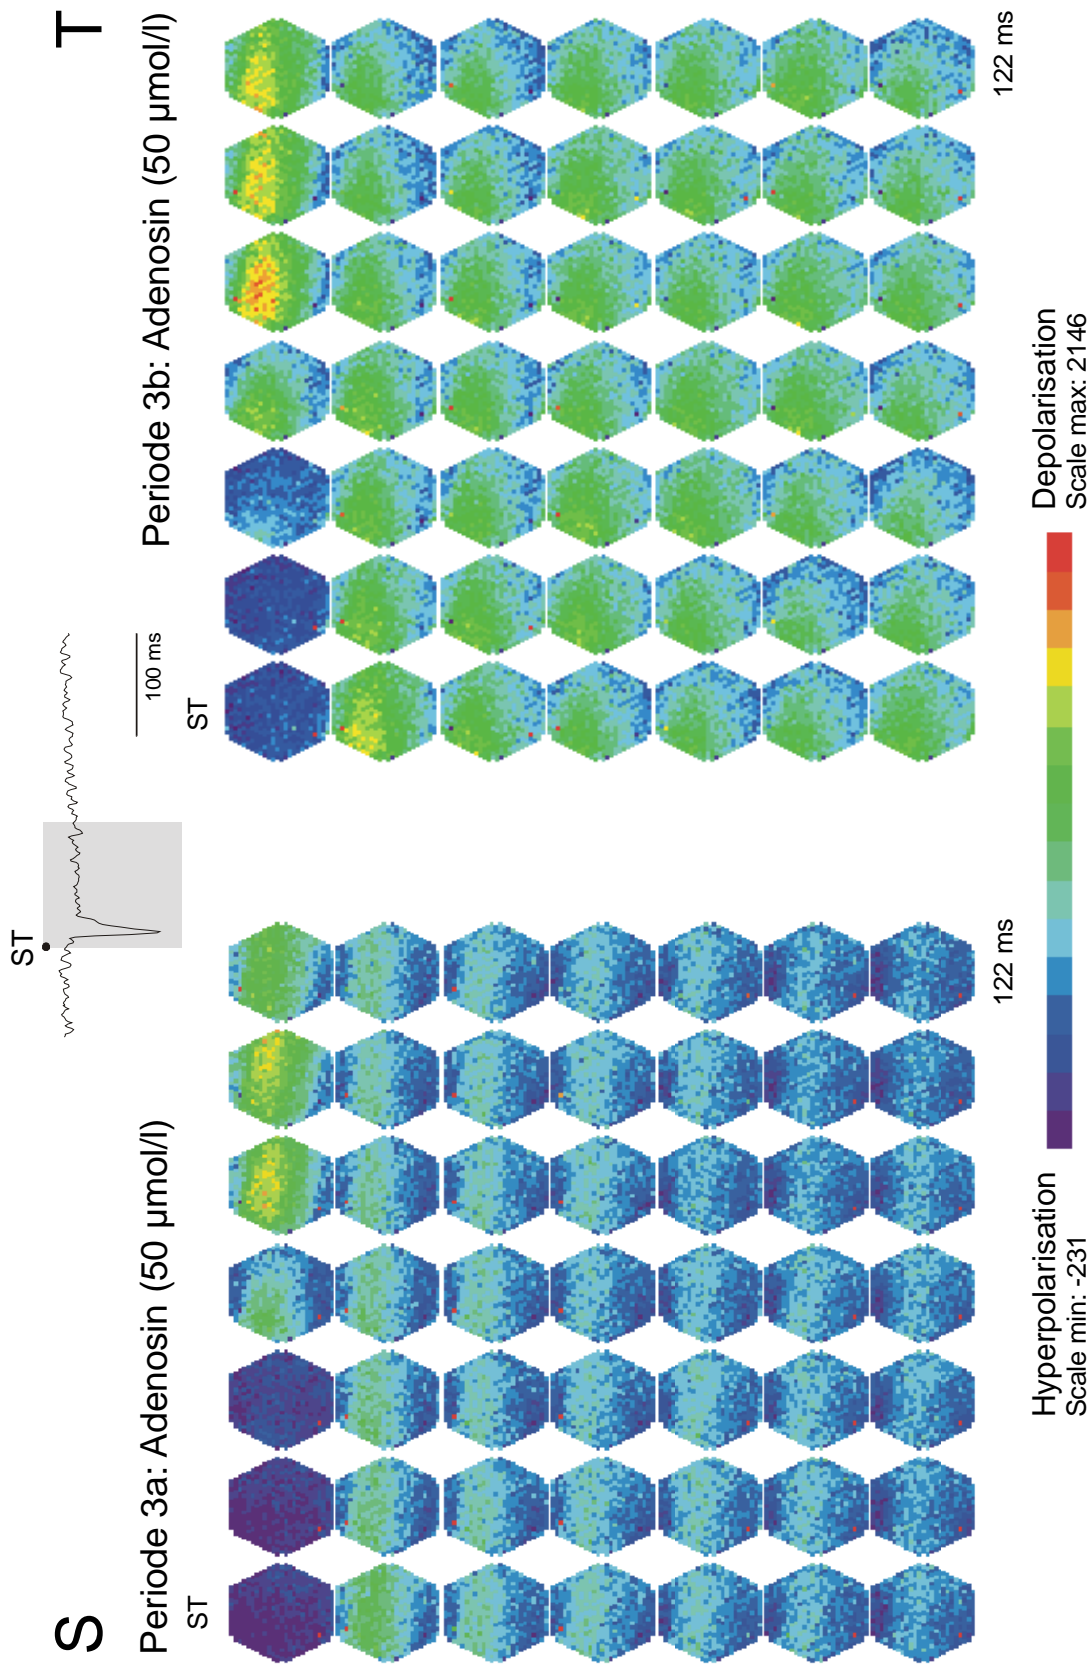 S
T
ST
100 ms
Periode 3a: Adenosin (50 µmol/l)
Periode 3b: Adenosin (50 µmol/l)
ST
ST
122 ms
122 ms
Hyperpolarisation
Scale min: -231
Depolarisation
Scale max: 2146